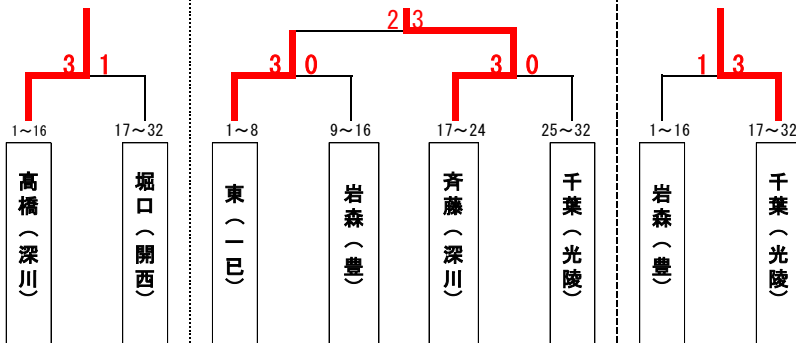 2 3
3 1
3 0
3 0
1 3
1～16
17～32
1～8
9～16
17～24
25～32
1～16
17～32
高橋（深川）
堀口（開西）
東（一已）
岩森（豊）
斉藤（深川）
千葉（光陵）
岩森（豊）
千葉（光陵）